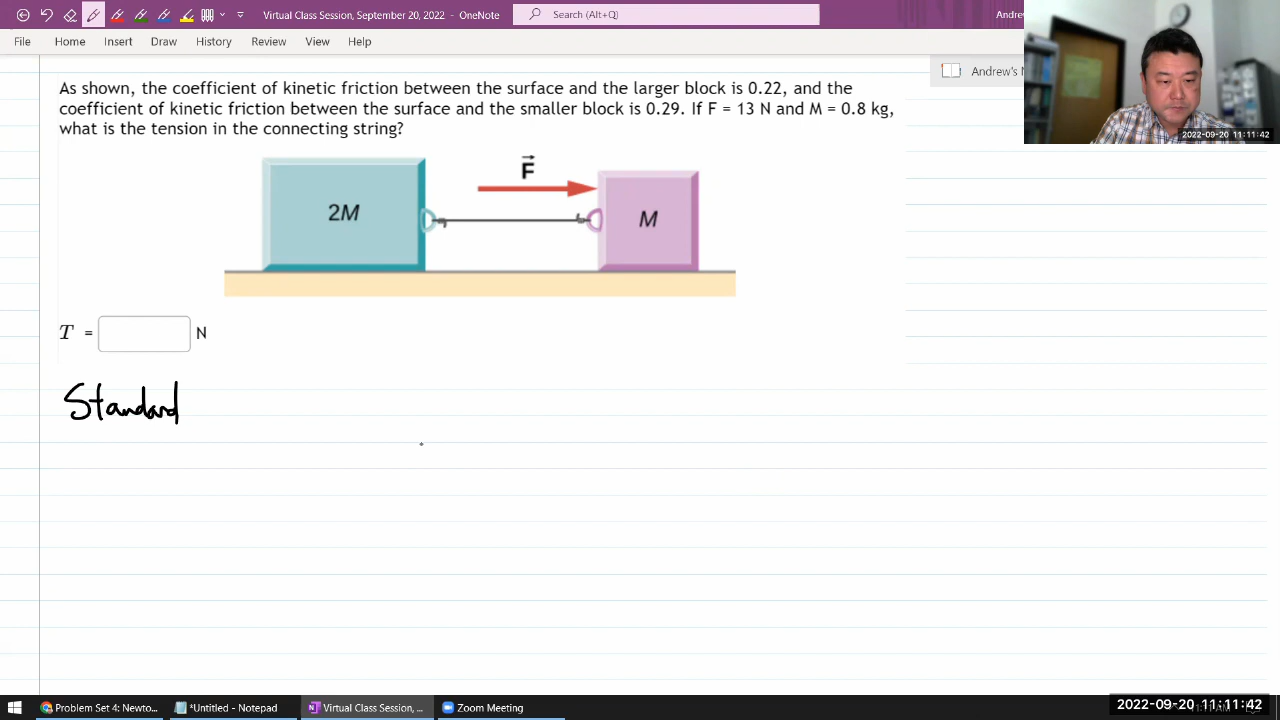 Virtual Class Session, September 20, 2022 - OneNote
Search (Alt+Q)
Andrew
File Home Insert Draw History Review View Help
Andrew's N
2022-09-20 11:11:42
As shown, the coefficient of kinetic friction between the surface and the larger block is 0.22, and the
coefficient of kinetic friction between the surface and the smaller block is 0.29. If F = 13 N and M = 0.8 kg,
what is the tension in the connecting string?
F
2M
M
T = N
Standard
Problem Set 4: Newto...
*Untitled - Notepad
Virtual Class Session, ...
Zoom Meeting
2022-09-20 11:11:42